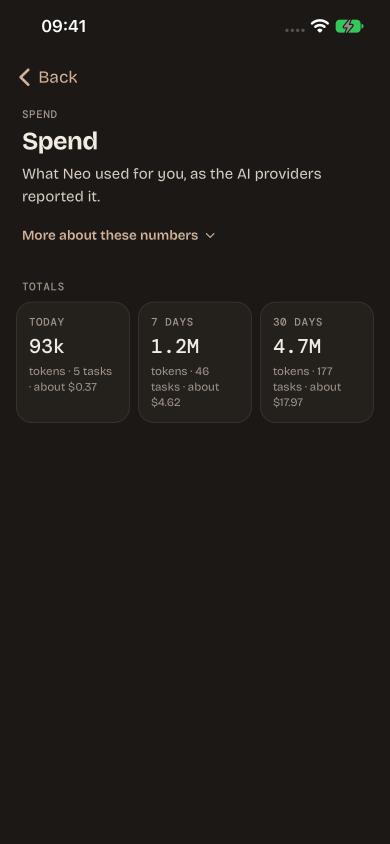 09:41
Back
SPEND
Spend
What Neo used for you, as the AI providers
reported it.
More about these numbers
TOTALS
TODAY
93k
tokens · 5 tasks
· about $0.37
7 DAYS
1.2M
tokens · 46
tasks · about
$4.62
30 DAYS
4.7M
tokens · 177
tasks · about
$17.97